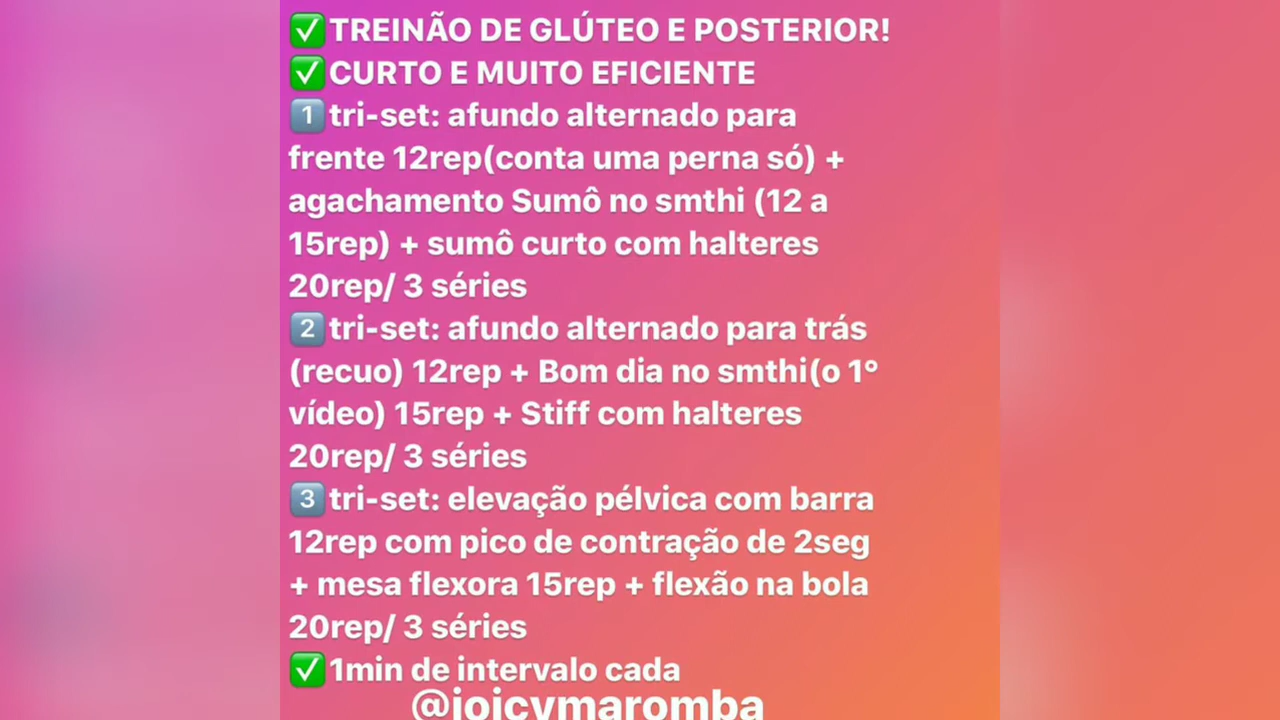 ✅TREINÃO DE GLÚTEO E POSTERIOR!
✅CURTO E MUITO EFICIENTE
1️⃣tri-set: afundo alternado para
frente 12rep(conta uma perna só) +
agachamento Sumô no smthi (12 a
15rep) + sumô curto com halteres
20rep/ 3 séries
2️⃣tri-set: afundo alternado para trás
(recuo) 12rep + Bom dia no smthi(o 1º
vídeo) 15rep + Stiff com halteres
20rep/ 3 séries
3️⃣tri-set: elevação pélvica com barra
12rep com pico de contração de 2seg
+ mesa flexora 15rep + flexão na bola
20rep/ 3 séries
✅1min de intervalo cada
@joicymaromba